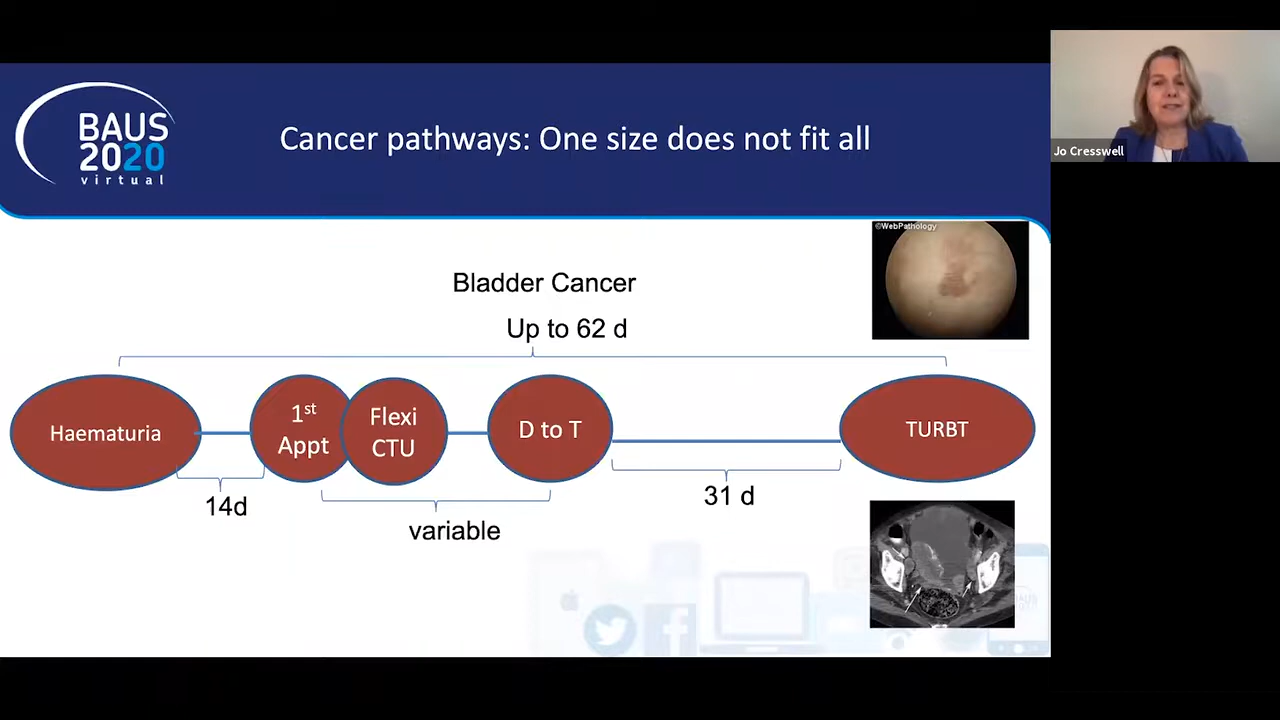 BAUS
2020
virtual
Cancer pathways: One size does not fit all
Jo Cresswell
©WebPathology
Bladder Cancer
Up to 62 d
Haematuria
1st
Appt
Flexi
CTU
D to T
TURBT
14d
variable
31 d
BAUS